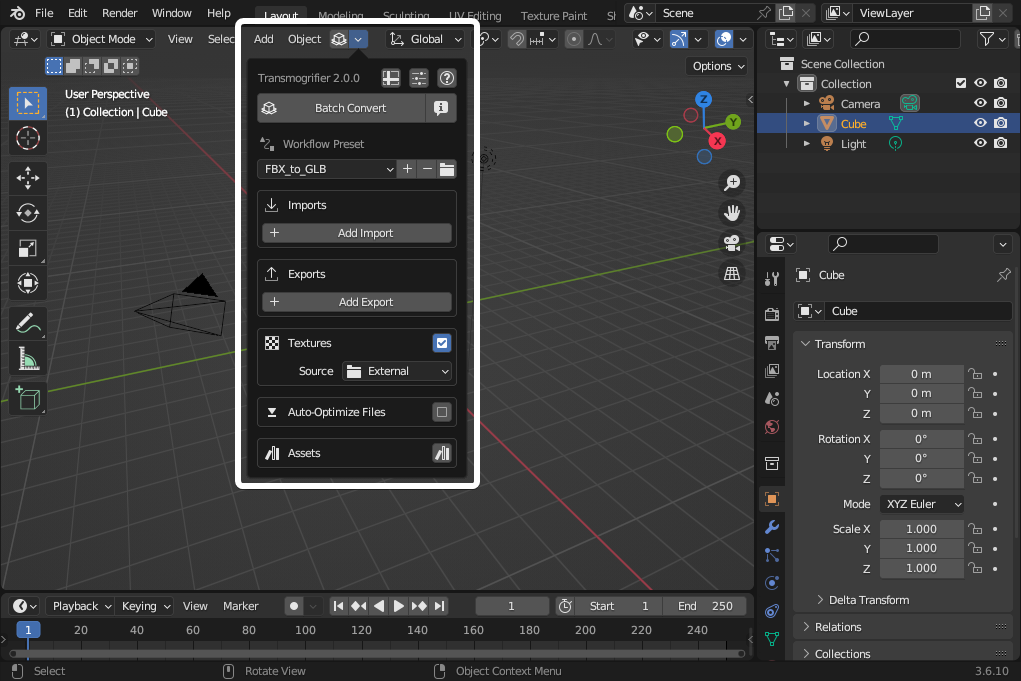 File Edit Render Window Help Layout Modeling Sculpting UV Editing Texture Paint Scene ViewLayer
Object Mode View Selec Add Object Global
Options
User Perspective
(1) Collection | Cube
Z
Y
X
Transmogrifier 2.0.0
Batch Convert
Workflow Preset
FBX_to_GLB
Imports
Add Import
Exports
Add Export
Textures
Source External
Auto-Optimize Files
Assets
Scene Collection
Collection
Camera
Cube
Light
Cube
Cube
Transform
Location X 0 m
Y 0 m
Z 0 m
Rotation X 0°
Y 0°
Z 0°
Mode XYZ Euler
Scale X 1.000
Y 1.000
Z 1.000
Delta Transform
Relations
Collections
Playback Keying View Marker 1 Start 1 End 250
1 20 40 60 80 100 120 140 160 180 200 220 240
Select Rotate View Object Context Menu 3.6.10